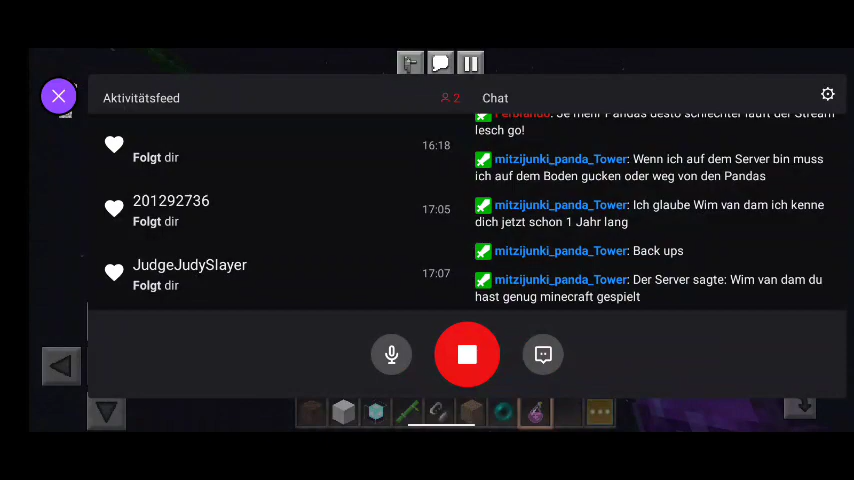 Aktivitätsfeed
2
Chat
Folgt dir
16:18
201292736
Folgt dir
17:05
JudgeJudySlayer
Folgt dir
17:07
Ferbrando: Je mehr Pandas desto schlechter läuft der Stream
lesch go!
mitzijunki_panda_Tower: Wenn ich auf dem Server bin muss
ich auf dem Boden gucken oder weg von den Pandas
mitzijunki_panda_Tower: Ich glaube Wim van dam ich kenne
dich jetzt schon 1 Jahr lang
mitzijunki_panda_Tower: Back ups
mitzijunki_panda_Tower: Der Server sagte: Wim van dam du
hast genug minecraft gespielt